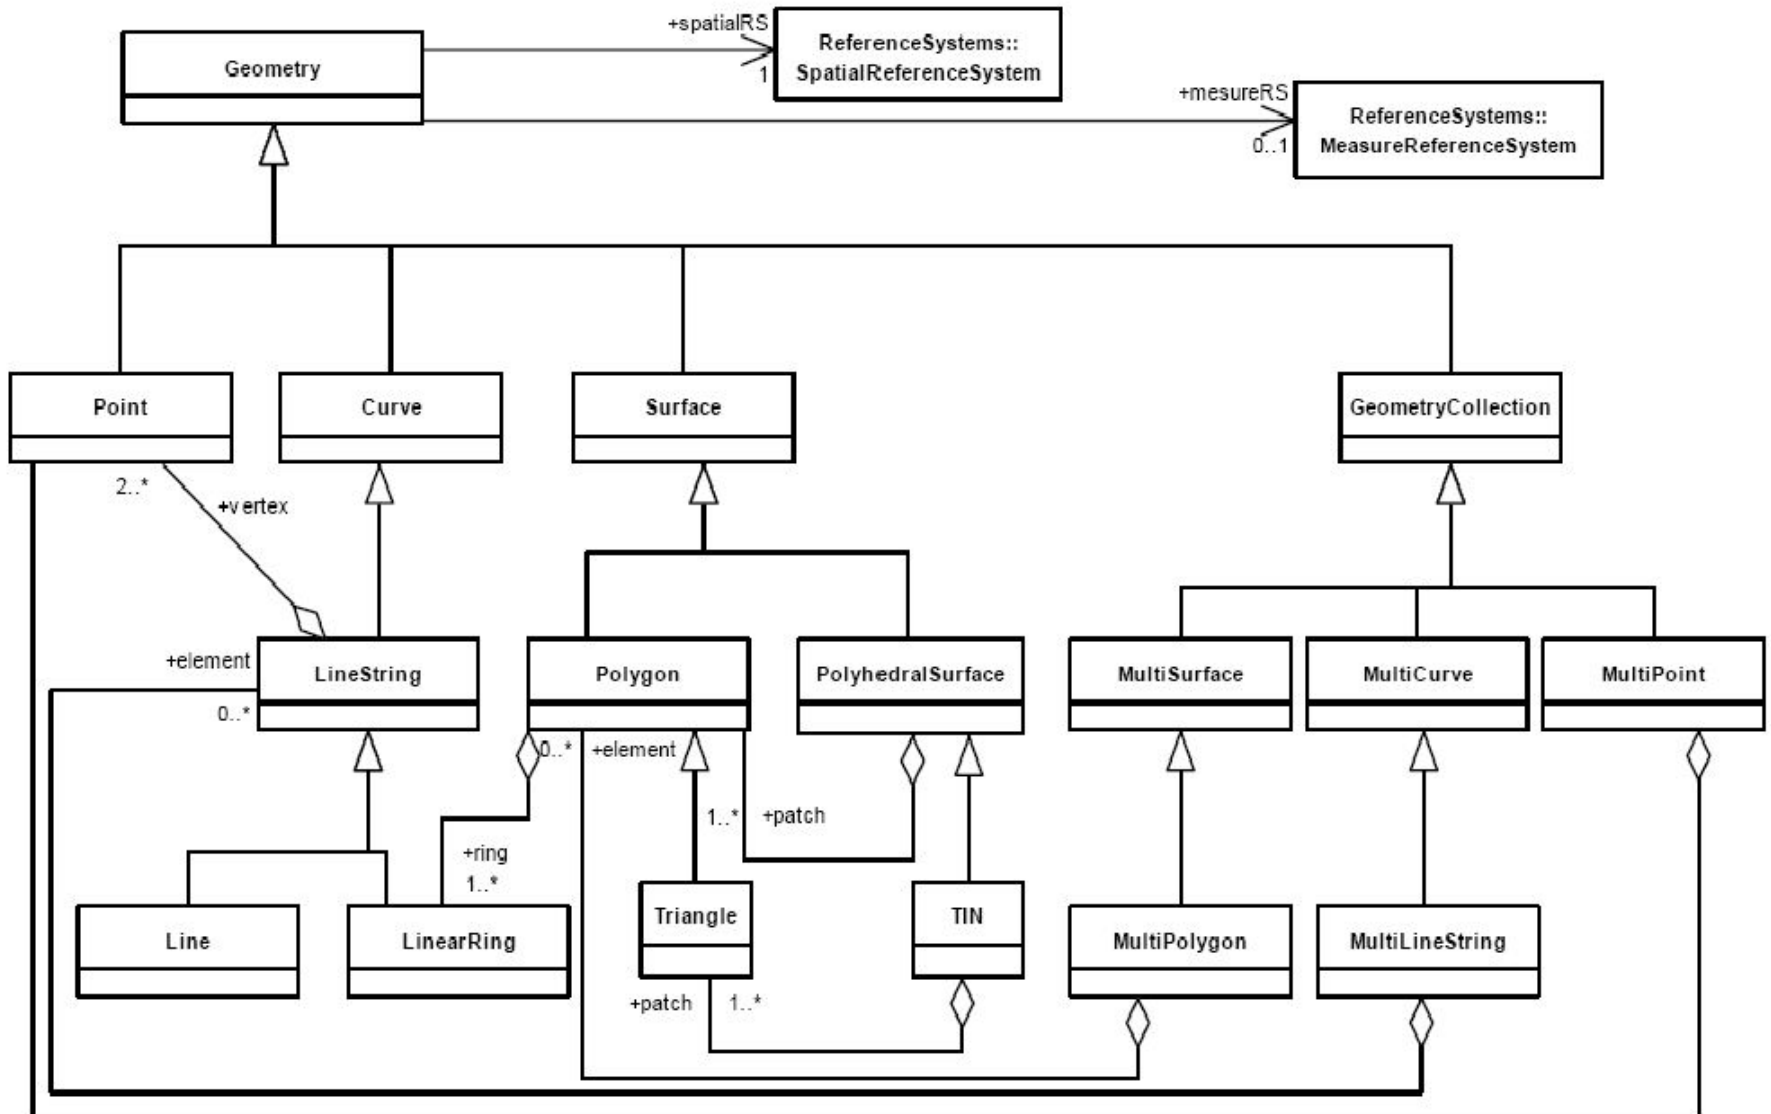 +spatialRS
ReferenceSystems::
SpatialReferenceSystem
1
Geometry
+mesureRS
ReferenceSystems::
MeasureReferenceSystem
0..1
Point
Curve
Surface
GeometryCollection
2..*
+vertex
+element
LineString
Polygon
PolyhedralSurface
MultiSurface
MultiCurve
MultiPoint
0..*
0..*
+element
1..*
+patch
+ring
1..*
Triangle
TIN
Line
LinearRing
MultiPolygon
MultiLineString
+patch
1..*